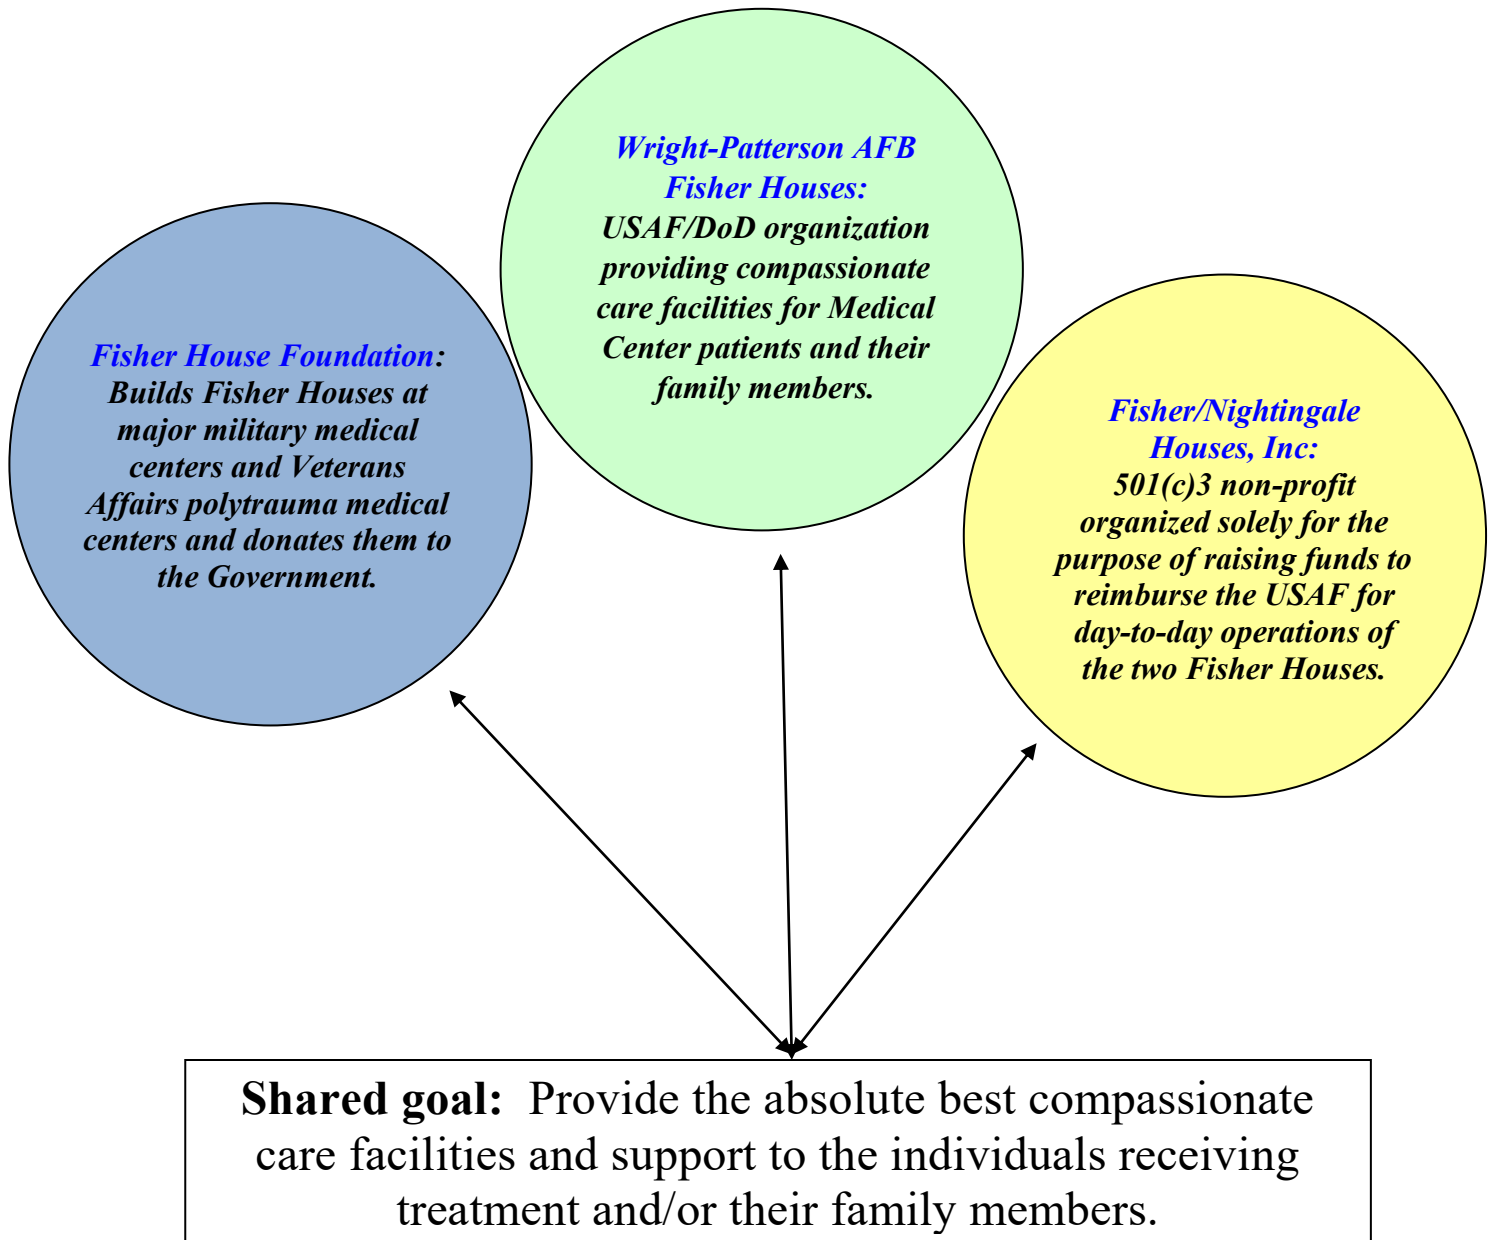 Wright-Patterson AFB
Fisher Houses:
USAF/DoD organization
providing compassionate
care facilities for Medical
Center patients and their
family members.
Fisher House Foundation:
Builds Fisher Houses at
major military medical
centers and Veterans
Affairs polytrauma medical
centers and donates them to
the Government.
Fisher/Nightingale
Houses, Inc:
501(c)3 non-profit
organized solely for the
purpose of raising funds to
reimburse the USAF for
day-to-day operations of
the two Fisher Houses.
Shared goal: Provide the absolute best compassionate
care facilities and support to the individuals receiving
treatment and/or their family members.